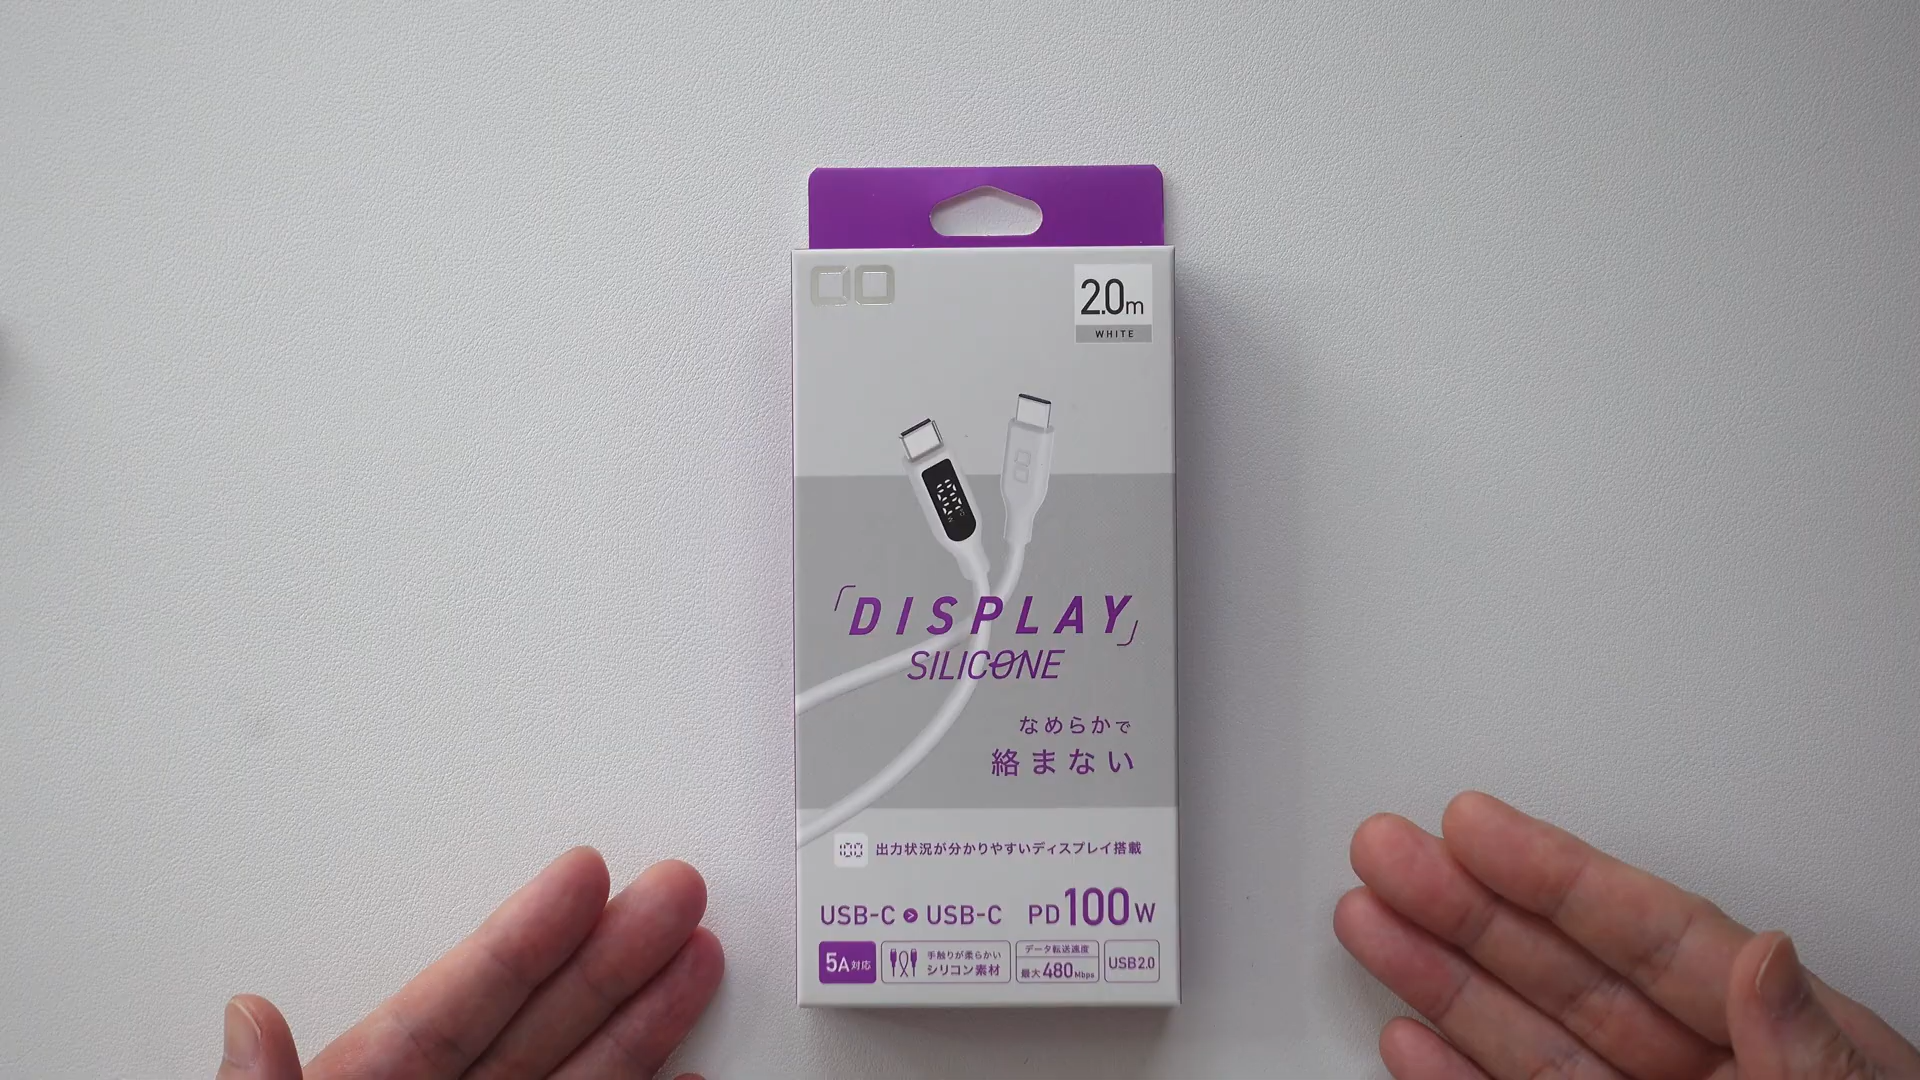 CIO
2.0m
WHITE
「DISPLAY」
SILICONE
なめらかで
絡まない
100 出力状況が分かりやすいディスプレイ搭載
USB-C > USB-C PD100W
5A対応
手触りが柔らかい
シリコン素材
データ転送速度
最大480Mbps
USB2.0